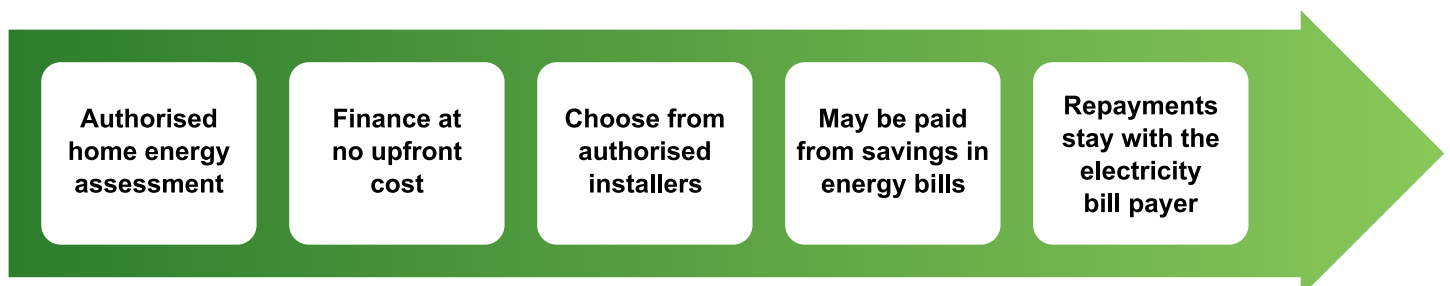 Authorised
home energy
assessment
Finance at
no upfront
cost
Choose from
authorised
installers
May be paid
from savings in
energy bills
Repayments
stay with the
electricity
bill payer